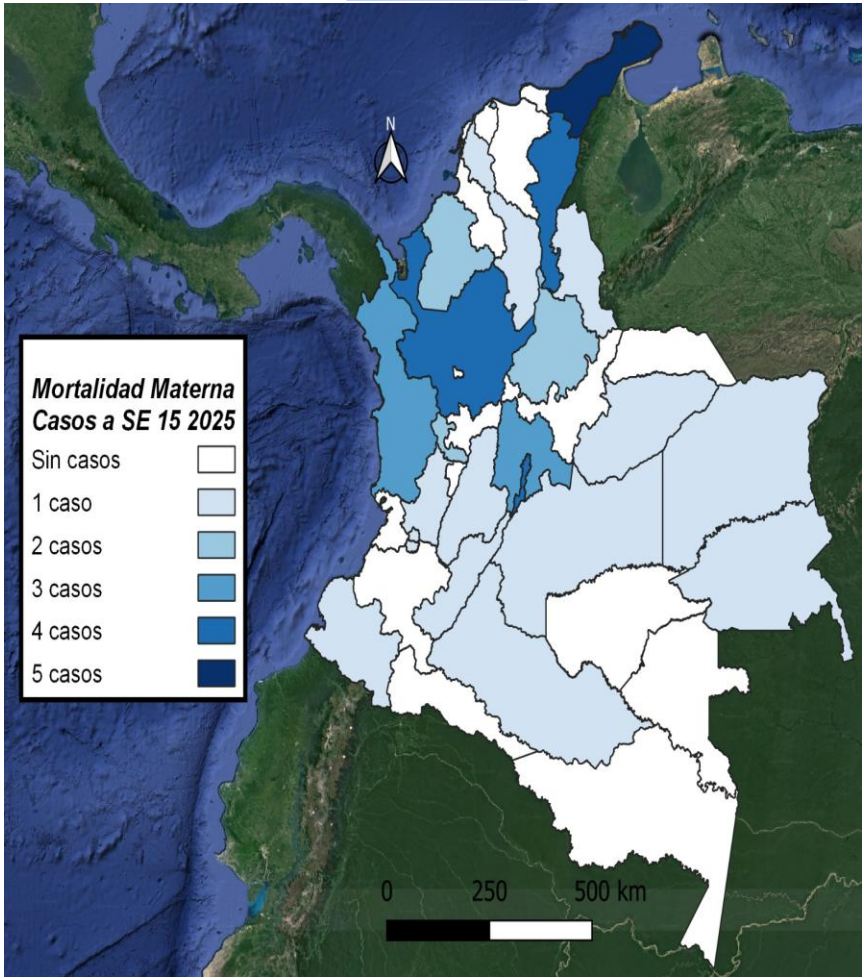 N
Mortalidad Materna
Casos a SE 15 2025
Sin casos
1 caso
2 casos
3 casos
4 casos
5 casos
0 250 500 km